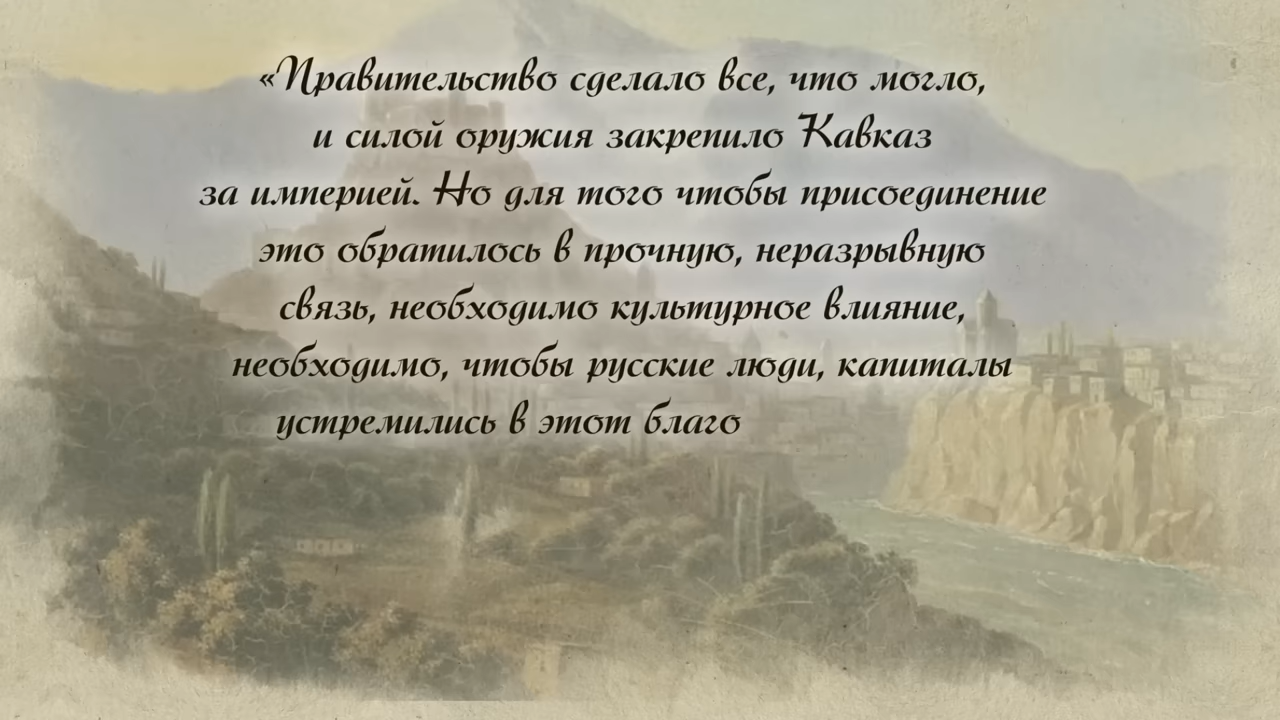 «Правительство сделало все, что могло,
и силой оружия закрепило Кавказ
за империей. Но для того чтобы присоединение
это обратилось в прочную, неразрывную
связь, необходимо культурное влияние,
необходимо, чтобы русские люди, капиталы
устремились в этот благо